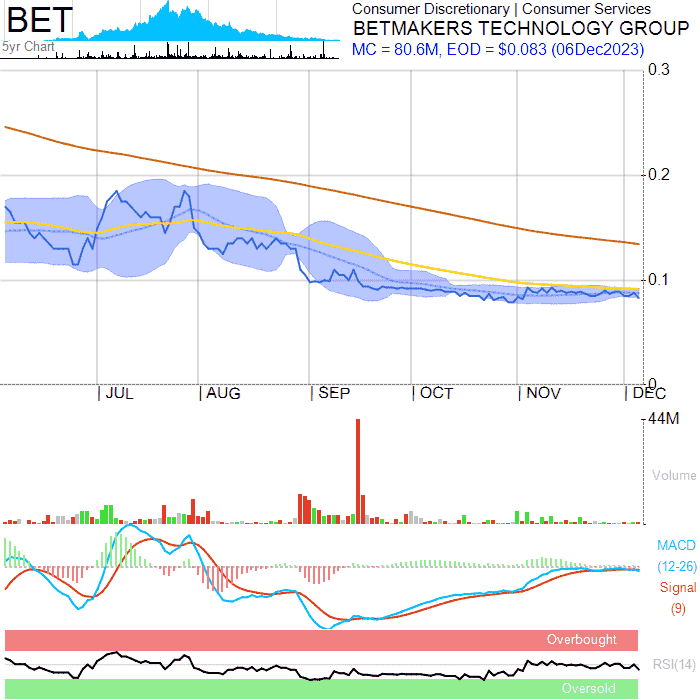 BET
5yr Chart
Consumer Discretionary | Consumer Services
BETMAKERS TECHNOLOGY GROUP
MC = 80.6M, EOD = $0.083 (06Dec2023)
0.3
0.2
0.1
0
| JUL | AUG | SEP | OCT | NOV | DEC
44M
Volume
MACD
(12-26)
Signal
(9)
Overbought
RSI(14)
Oversold